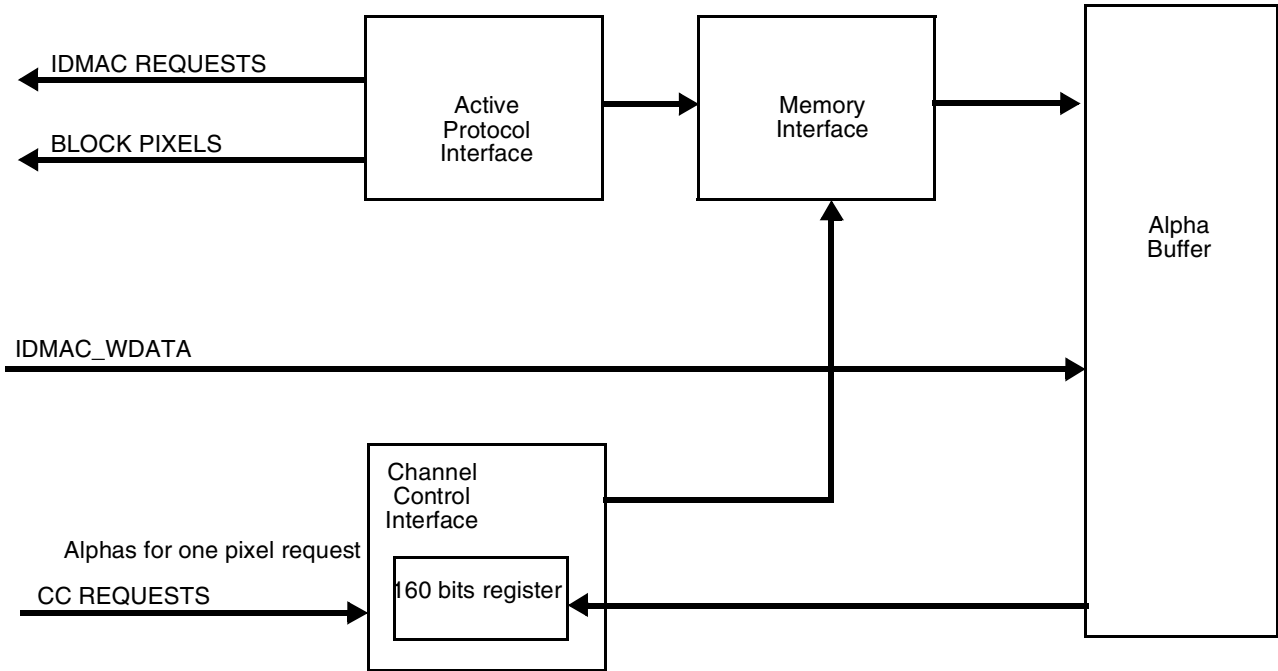 IDMAC REQUESTS
BLOCK PIXELS
Active
Protocol
Interface
Memory
Interface
Alpha
Buffer
IDMAC_WDATA
Channel
Control
Interface
Alphas for one pixel request
CC REQUESTS
160 bits register